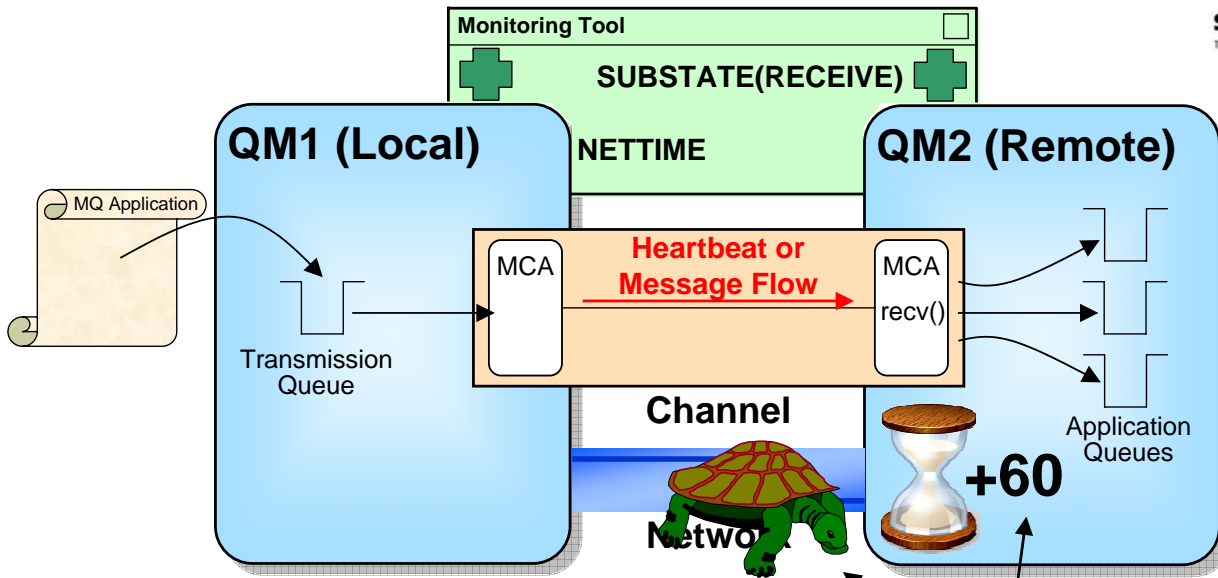 Monitoring Tool
SUBSTATE(RECEIVE)
QM1 (Local)
NETTIME
QM2 (Remote)
MQ Application
MCA
Heartbeat or
Message Flow
MCA
recv()
Transmission
Queue
Channel
Application
Queues
+60
Network